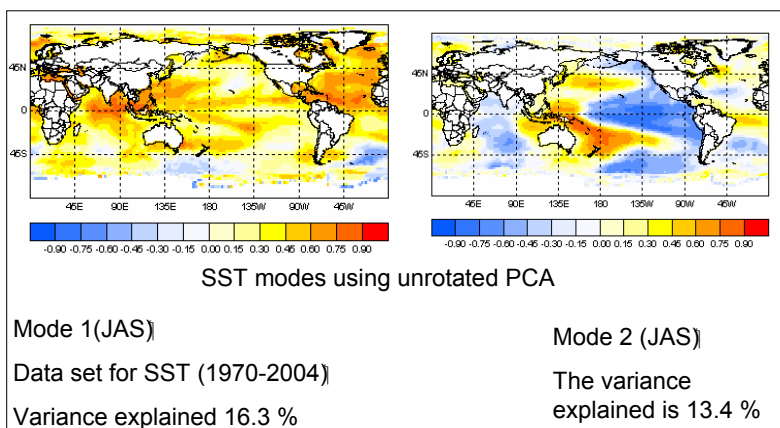 45N
0
45S
45E 90E 135E 180 135W 90W 45W
-0.90 -0.75 -0.60 -0.45 -0.30 -0.15 0.00 0.15 0.30 0.45 0.60 0.75 0.90
45N
0
45S
45E 90E 135E 180 135W 90W 45W
-0.90 -0.75 -0.60 -0.45 -0.30 -0.15 0.00 0.15 0.30 0.45 0.60 0.75 0.90
SST modes using unrotated PCA
Mode 1(JAS)
Data set for SST (1970-2004)
Variance explained 16.3 %
Mode 2 (JAS)
The variance
explained is 13.4 %